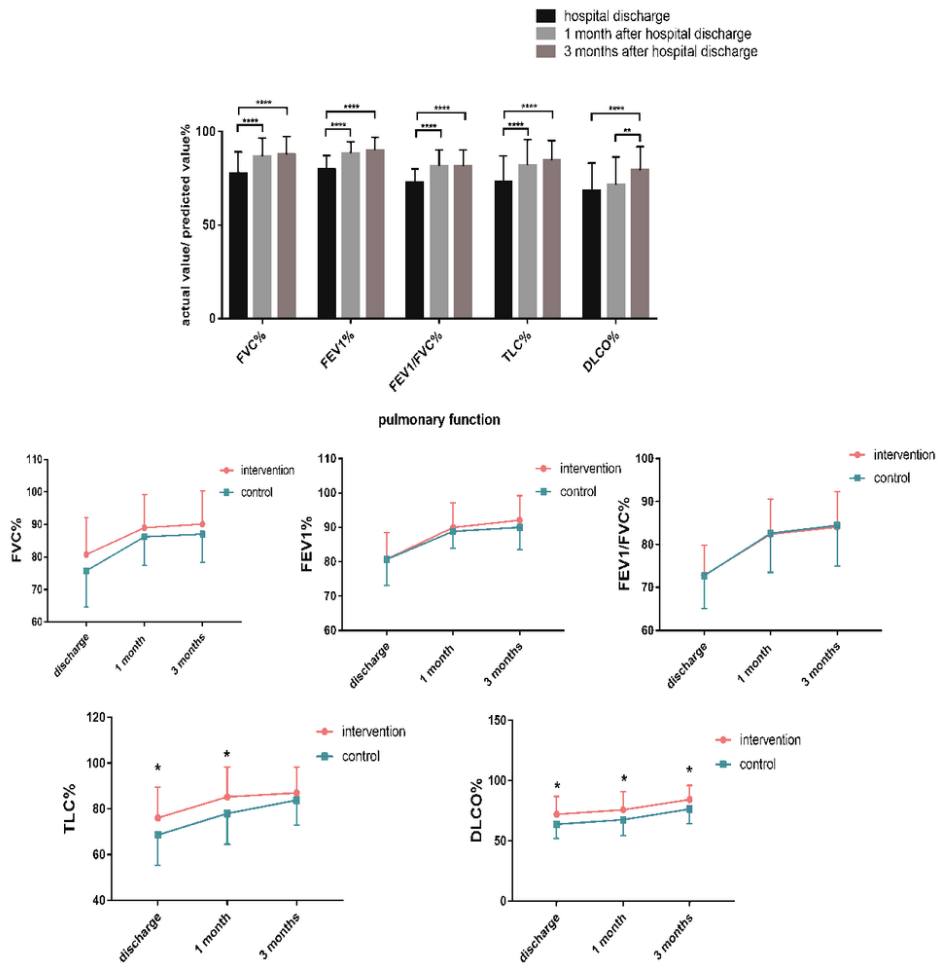 hospital discharge
1 month after hospital discharge
3 months after hospital discharge
actual value/ predicted value%
100
50
0
**** **** **** **** ****
**** **** **** **** **
FVC% FEV1% FEV1/FVC% TLC% DLCO%
pulmonary function
FVC%
110
100
90
80
70
60
intervention
control
discharge 1 month 3 months
FEV1%
110
100
90
80
70
60
intervention
control
discharge 1 month 3 months
FEV1/FVC%
100
90
80
70
60
intervention
control
discharge 1 month 3 months
TLC%
120
100
80
60
40
* *
intervention
control
discharge 1 month 3 months
DLCO%
150
100
50
0
* * *
intervention
control
discharge 1 month 3 months